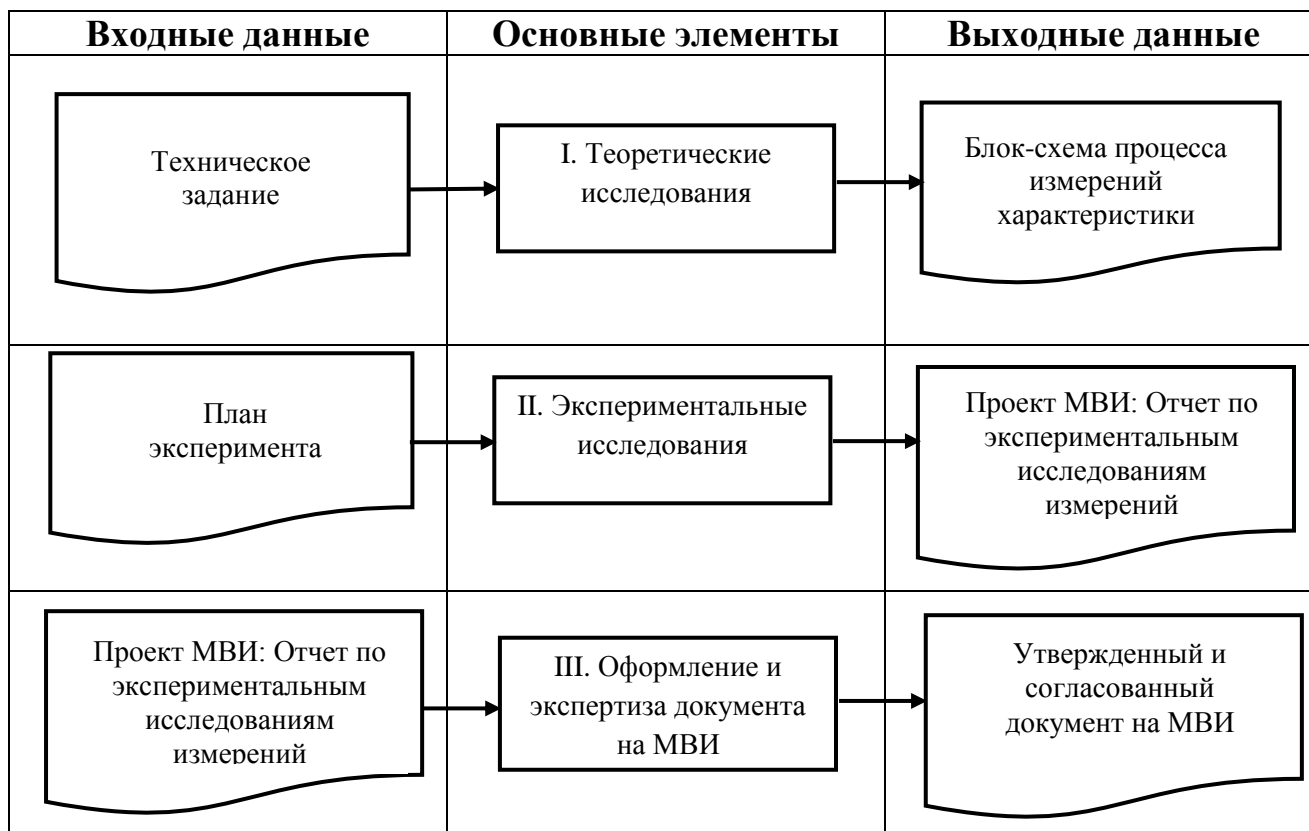 Входные данные
Основные элементы
Выходные данные
Техническое
задание
I. Теоретические
исследования
Блок-схема процесса
измерений
характеристики
План
эксперимента
II. Экспериментальные
исследования
Проект МВИ: Отчет по
экспериментальным
исследованиям
измерений
Проект МВИ: Отчет по
экспериментальным
исследованиям
измерений
III. Оформление и
экспертиза документа
на МВИ
Утвержденный и
согласованный
документ на МВИ